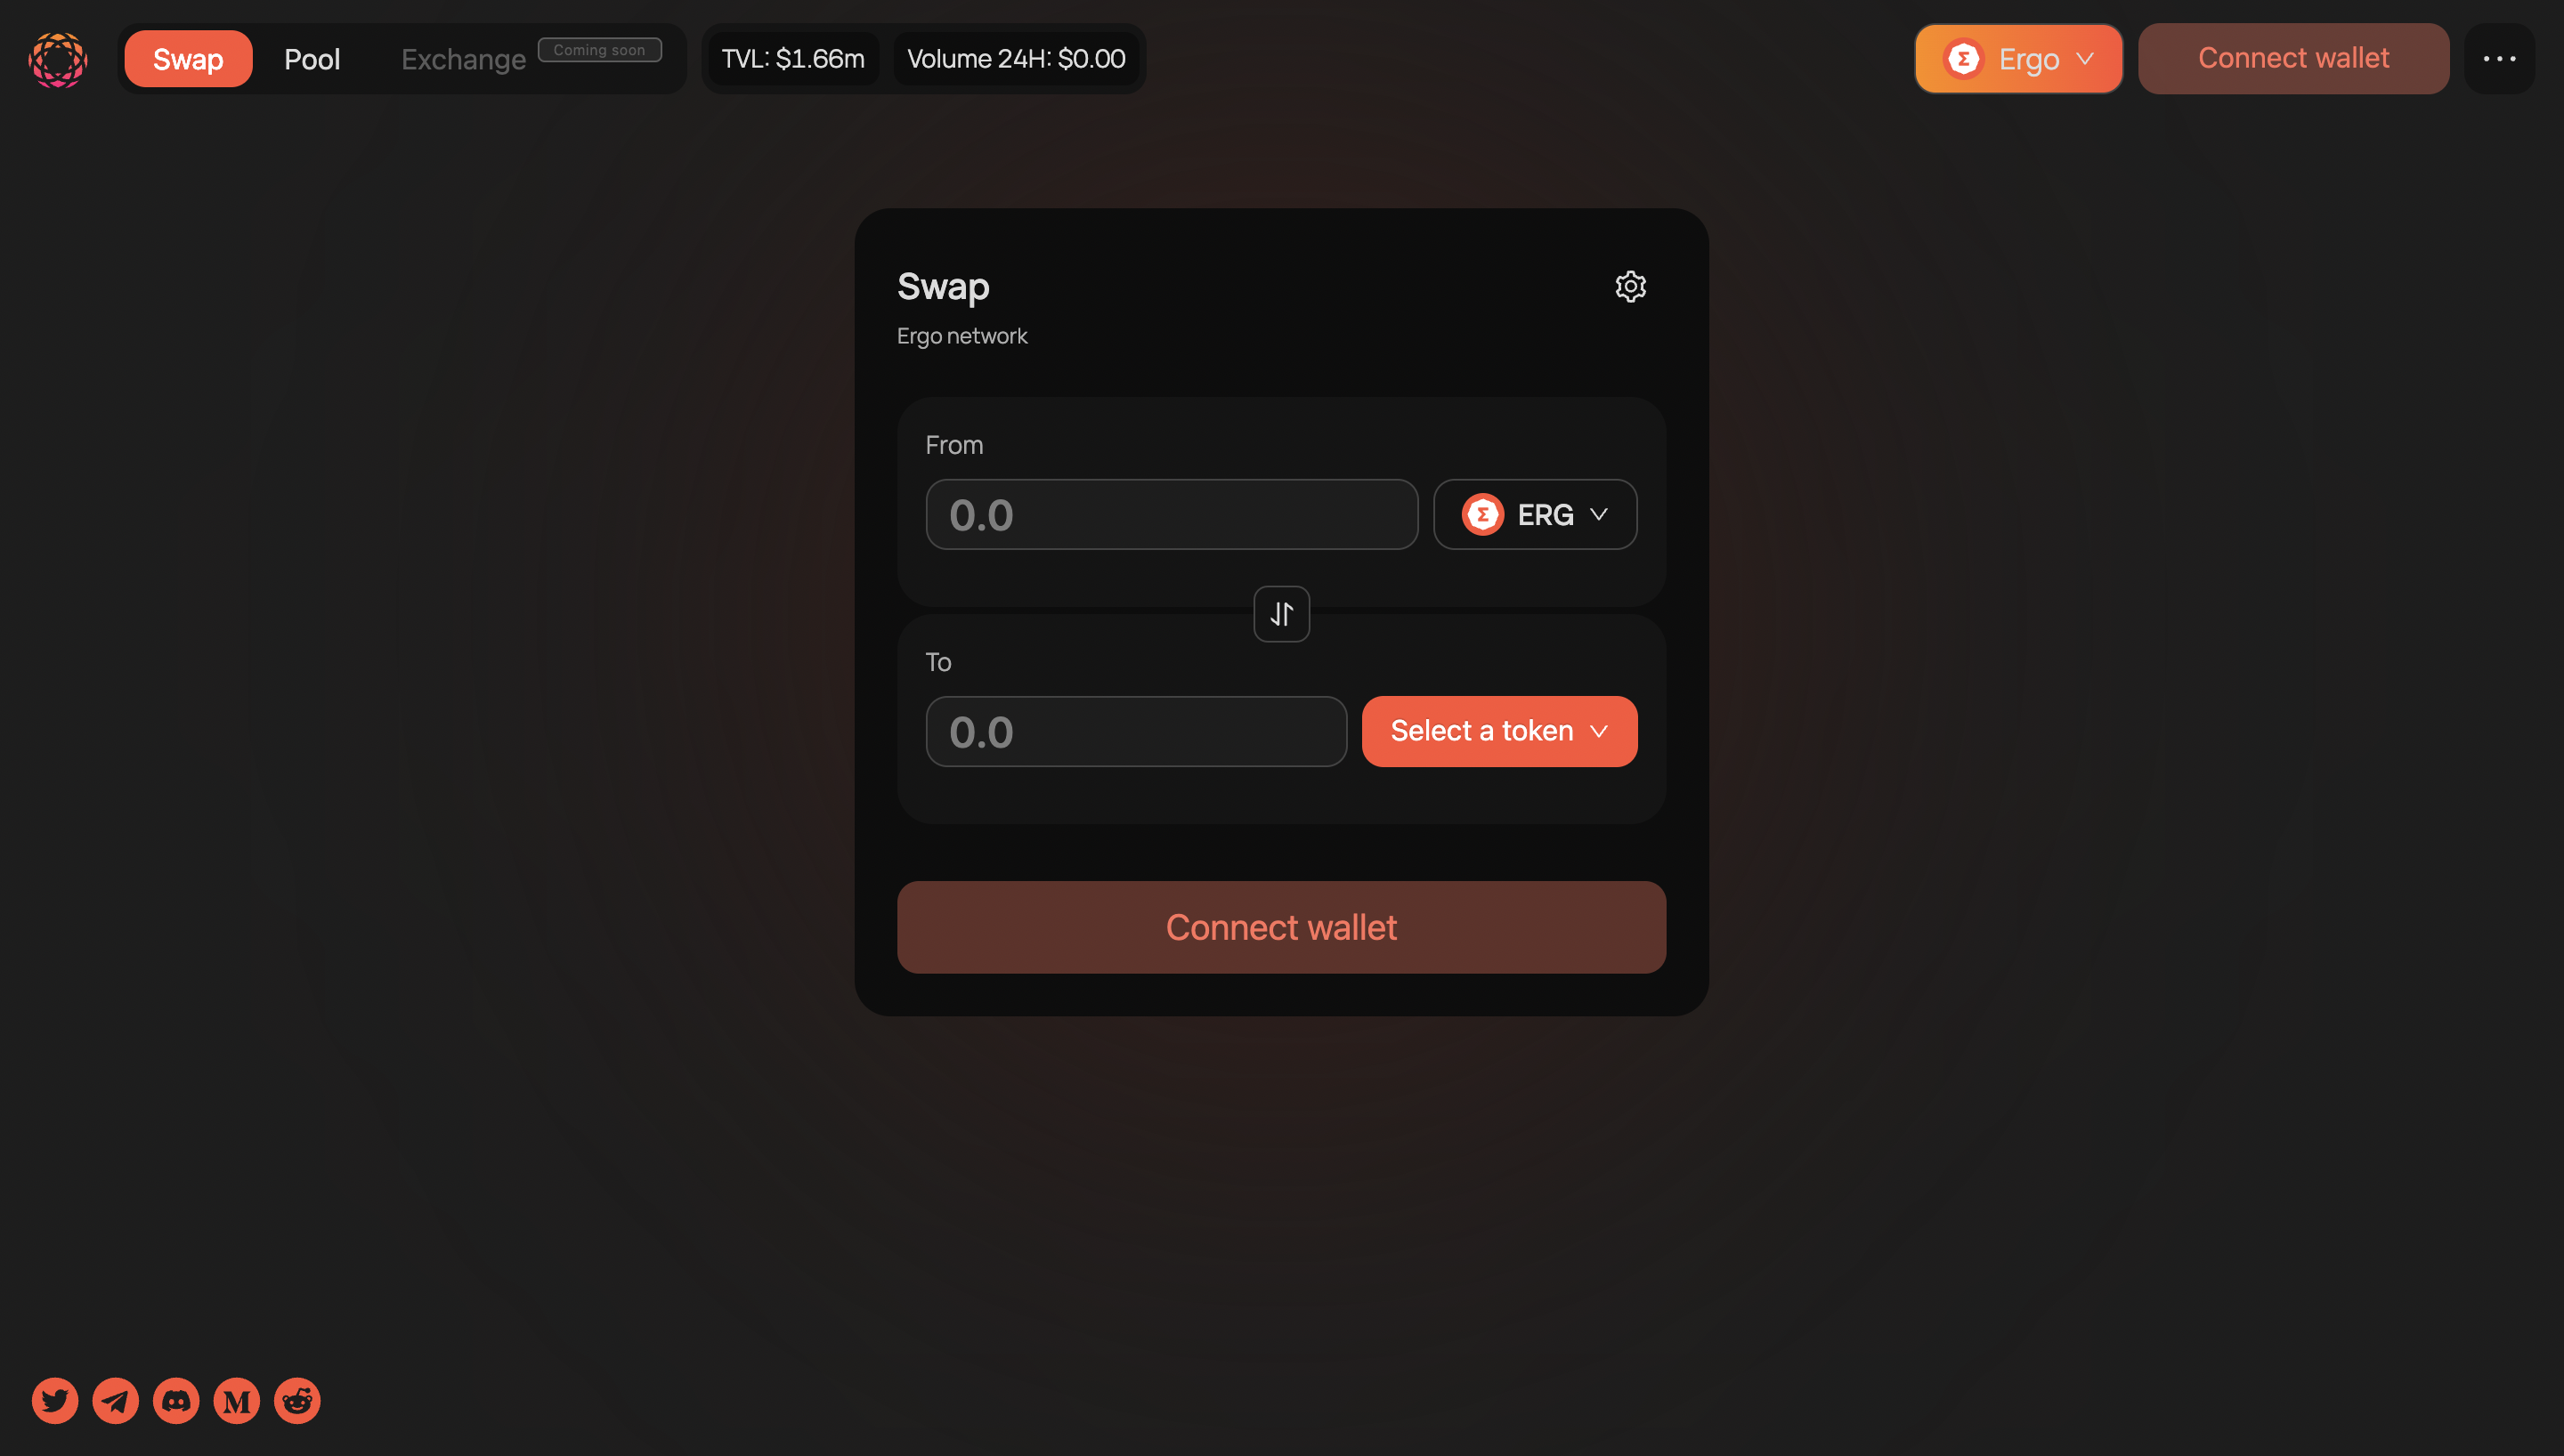 Swap
Pool
Exchange
Coming soon
TVL: $1.66m
Volume 24H: $0.00
Ergo
Connect wallet
Swap
Ergo network
From
0.0
ERG
To
0.0
Select a token
Connect wallet